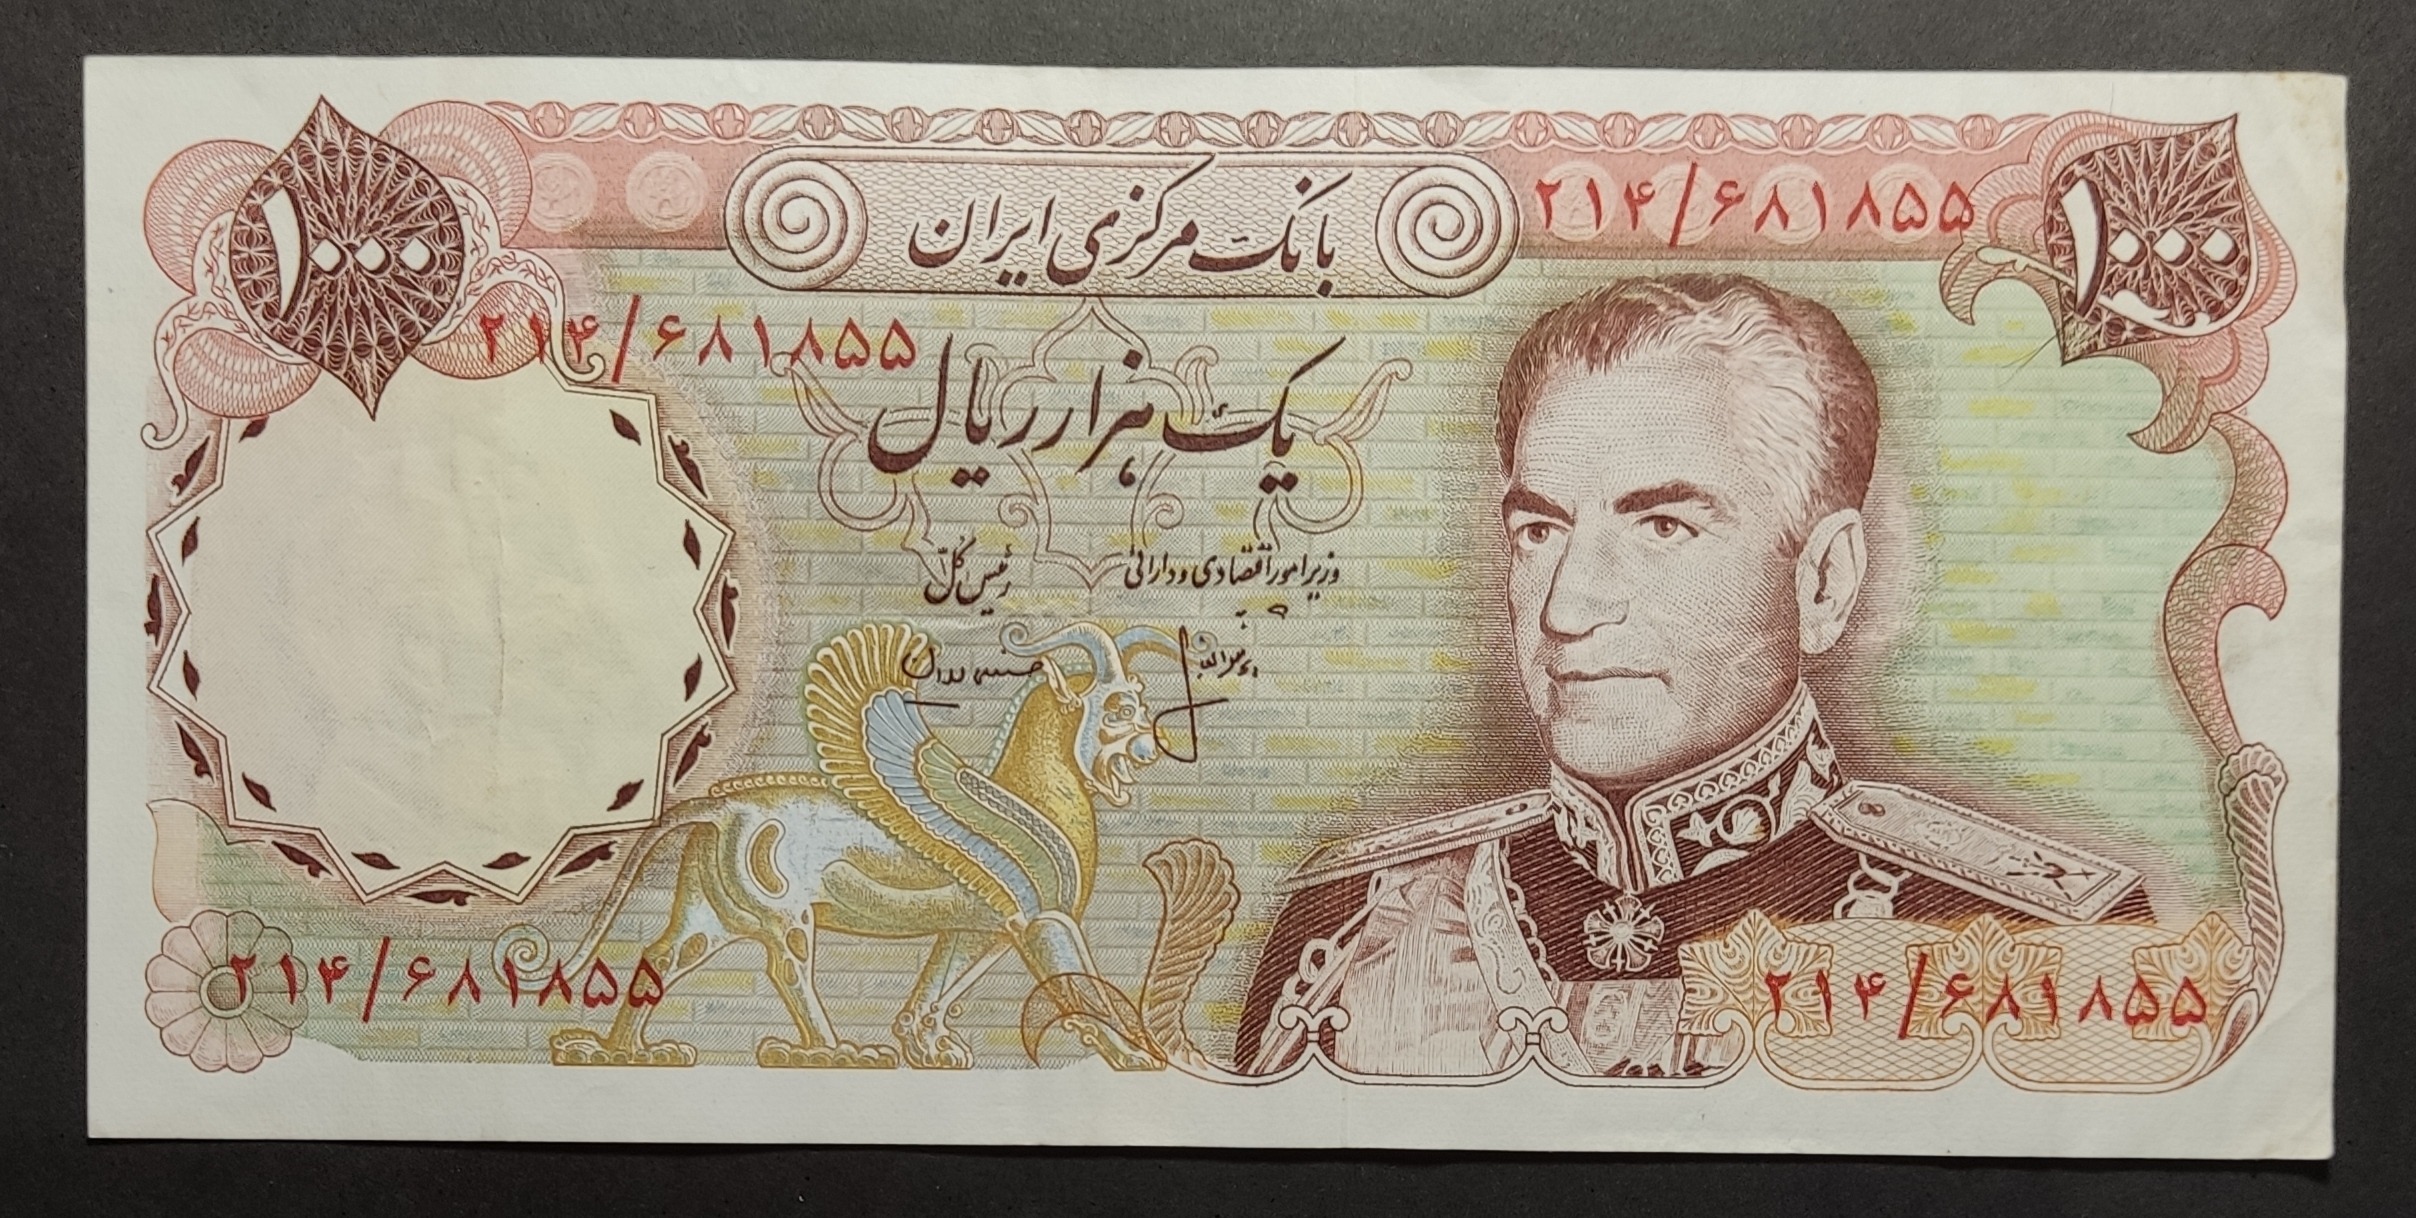 ۱۰۰۰
بانک مرکزی ایران
۲۱۴/۶۸۱۸۵۵
۱۰۰۰
۲۱۴/۶۸۱۸۵۵
یک هزار ریال
وزیر امور اقتصادی و دارائی
رئیس کلّ
۲۱۴/۶۸۱۸۵۵
۲۱۴/۶۸۱۸۵۵